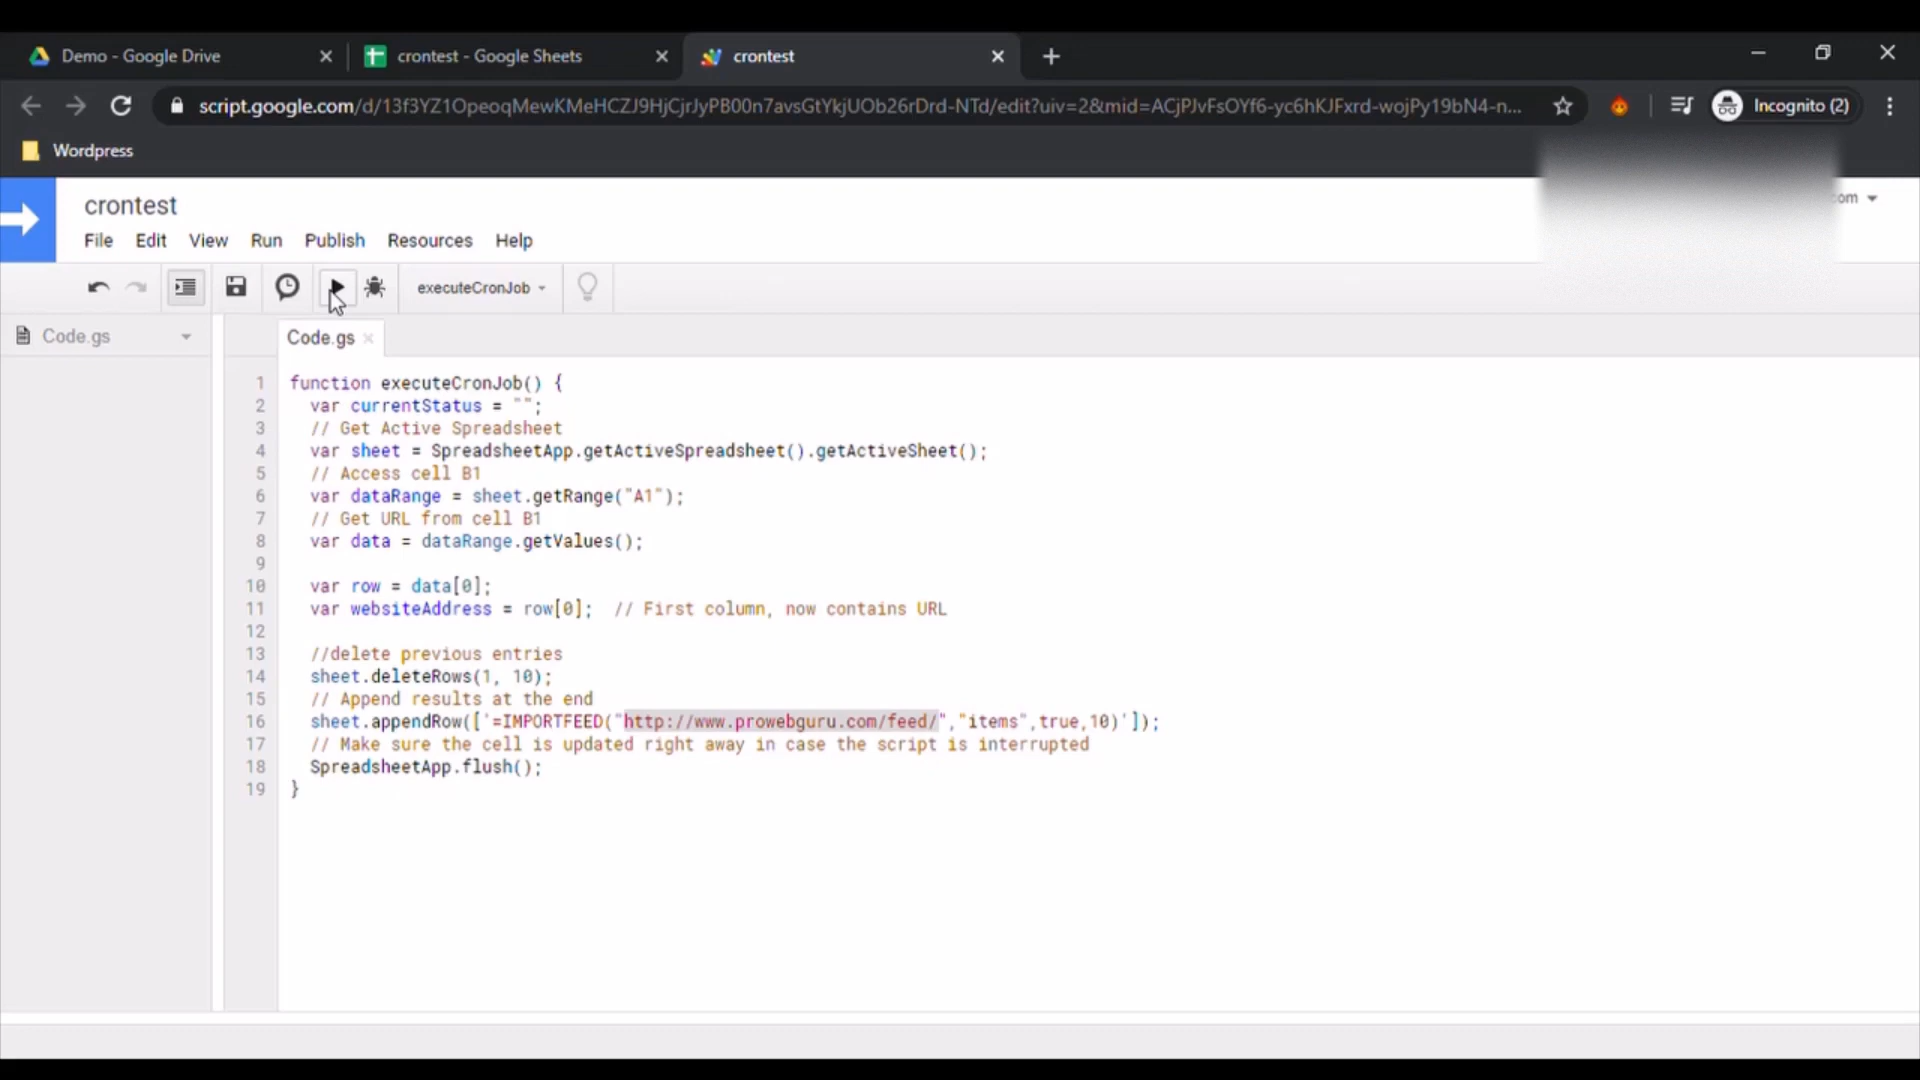 Demo - Google Drive
crontest - Google Sheets
crontest
script.google.com/d/13f3YZ1OpeoqMewKMeHCZJ9HjCjrJyPB00n7avsGtYkjUOb26rDrd-NTd/edit?uiv=2&mid=ACjPJvFsOYf6-yc6hKJFxrd-wojPy19bN4-n...
Incognito (2)
Wordpress
crontest
com
File Edit View Run Publish Resources Help
executeCronJob
Code.gs
Code.gs
1 function executeCronJob() {
2 var currentStatus = "";
3 // Get Active Spreadsheet
4 var sheet = SpreadsheetApp.getActiveSpreadsheet().getActiveSheet();
5 // Access cell B1
6 var dataRange = sheet.getRange("A1");
7 // Get URL from cell B1
8 var data = dataRange.getValues();
9
10 var row = data[0];
11 var websiteAddress = row[0]; // First column, now contains URL
12
13 //delete previous entries
14 sheet.deleteRows(1, 10);
15 // Append results at the end
16 sheet.appendRow(['=IMPORTFEED("http://www.prowebguru.com/feed/","items",true,10)']);
17 // Make sure the cell is updated right away in case the script is interrupted
18 SpreadsheetApp.flush();
19 }